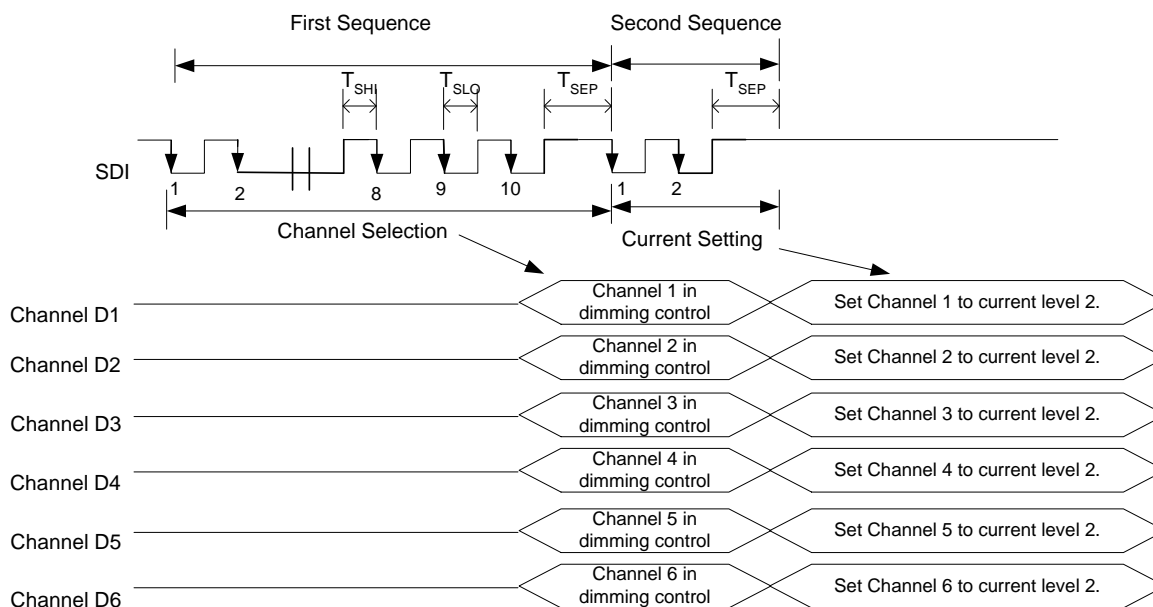 First Sequence
Second Sequence
TSHI
TSLO
TSEP
TSEP
SDI
1
2
8
9
10
1
2
Channel Selection
Current Setting
Channel D1
Channel 1 in
dimming control
Set Channel 1 to current level 2.
Channel D2
Channel 2 in
dimming control
Set Channel 2 to current level 2.
Channel D3
Channel 3 in
dimming control
Set Channel 3 to current level 2.
Channel D4
Channel 4 in
dimming control
Set Channel 4 to current level 2.
Channel D5
Channel 5 in
dimming control
Set Channel 5 to current level 2.
Channel D6
Channel 6 in
dimming control
Set Channel 6 to current level 2.